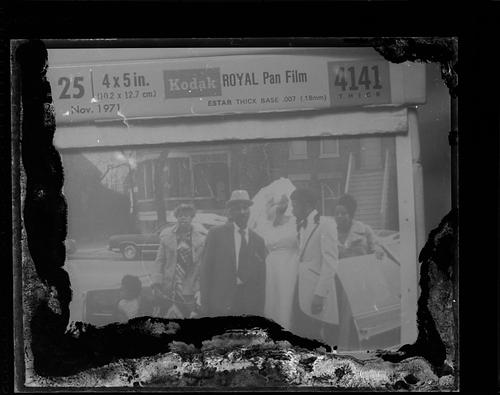 25 4 x 5 in. Kodak ROYAL Pan Film 4141
(10.2 x 12.7 cm) THICK
Nov. 1971 ESTAR THICK BASE .007 (.18mm)